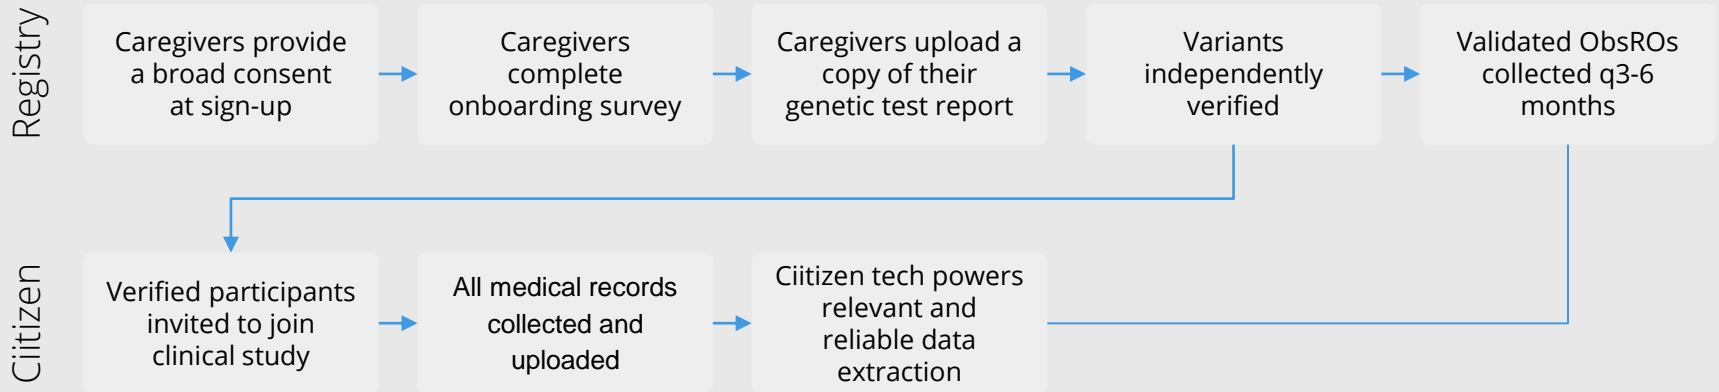 Registry
Caregivers provide
a broad consent
at sign-up
Caregivers
complete
onboarding survey
Caregivers upload a
copy of their
genetic test report
Variants
independently
verified
Validated ObsROs
collected q3-6
months
Ciitizen
Verified participants
invited to join
clinical study
All medical records
collected and
uploaded
Ciitizen tech powers
relevant and
reliable data
extraction